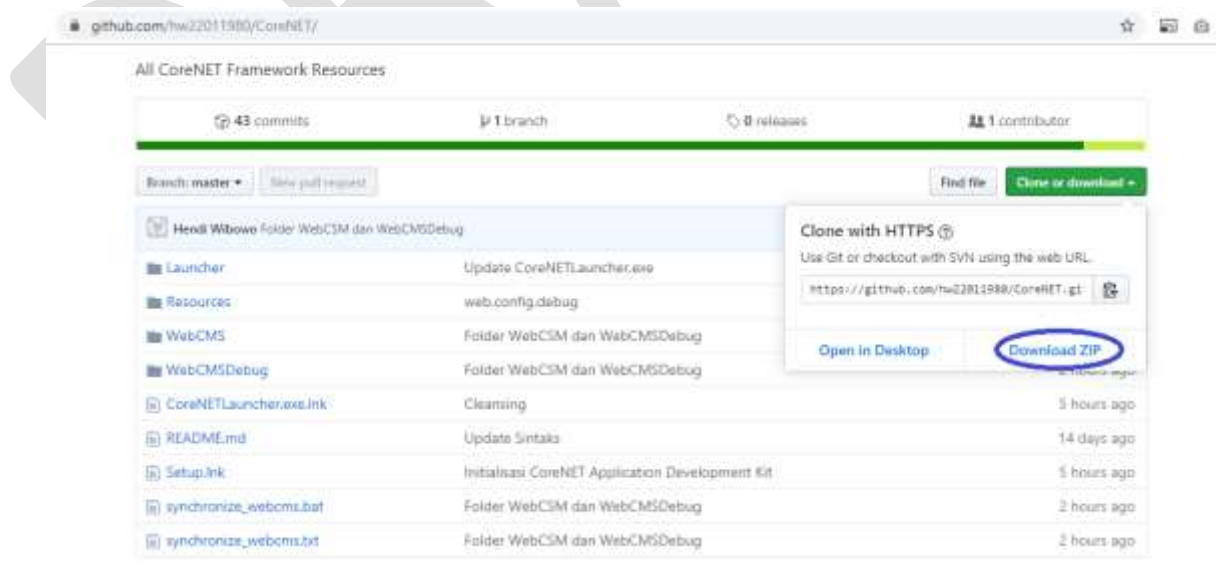 github.com/hw22011980/CoreNET/
All CoreNET Framework Resources
43 commits 1 branch 0 releases 1 contributor
Branch: master New pull request Find file Clone or download
Hendi Wibowo Folder WebCSM dan WebCMSDebug
Clone with HTTPS
Use Git or checkout with SVN using the web URL.
https://github.com/hw22011980/CoreNET.gi
Open in Desktop Download ZIP
Launcher Update CoreNETLauncher.exe
Resources web.config.debug
WebCMS Folder WebCSM dan WebCMSDebug
WebCMSDebug Folder WebCSM dan WebCMSDebug 2 hours ago
CoreNETLauncher.exe.lnk Cleansing 5 hours ago
README.md Update Sintaks 14 days ago
Setup.lnk Initialisasi CoreNET Application Development Kit 5 hours ago
synchronize_webcms.bat Folder WebCSM dan WebCMSDebug 2 hours ago
synchronize_webcms.txt Folder WebCSM dan WebCMSDebug 2 hours ago